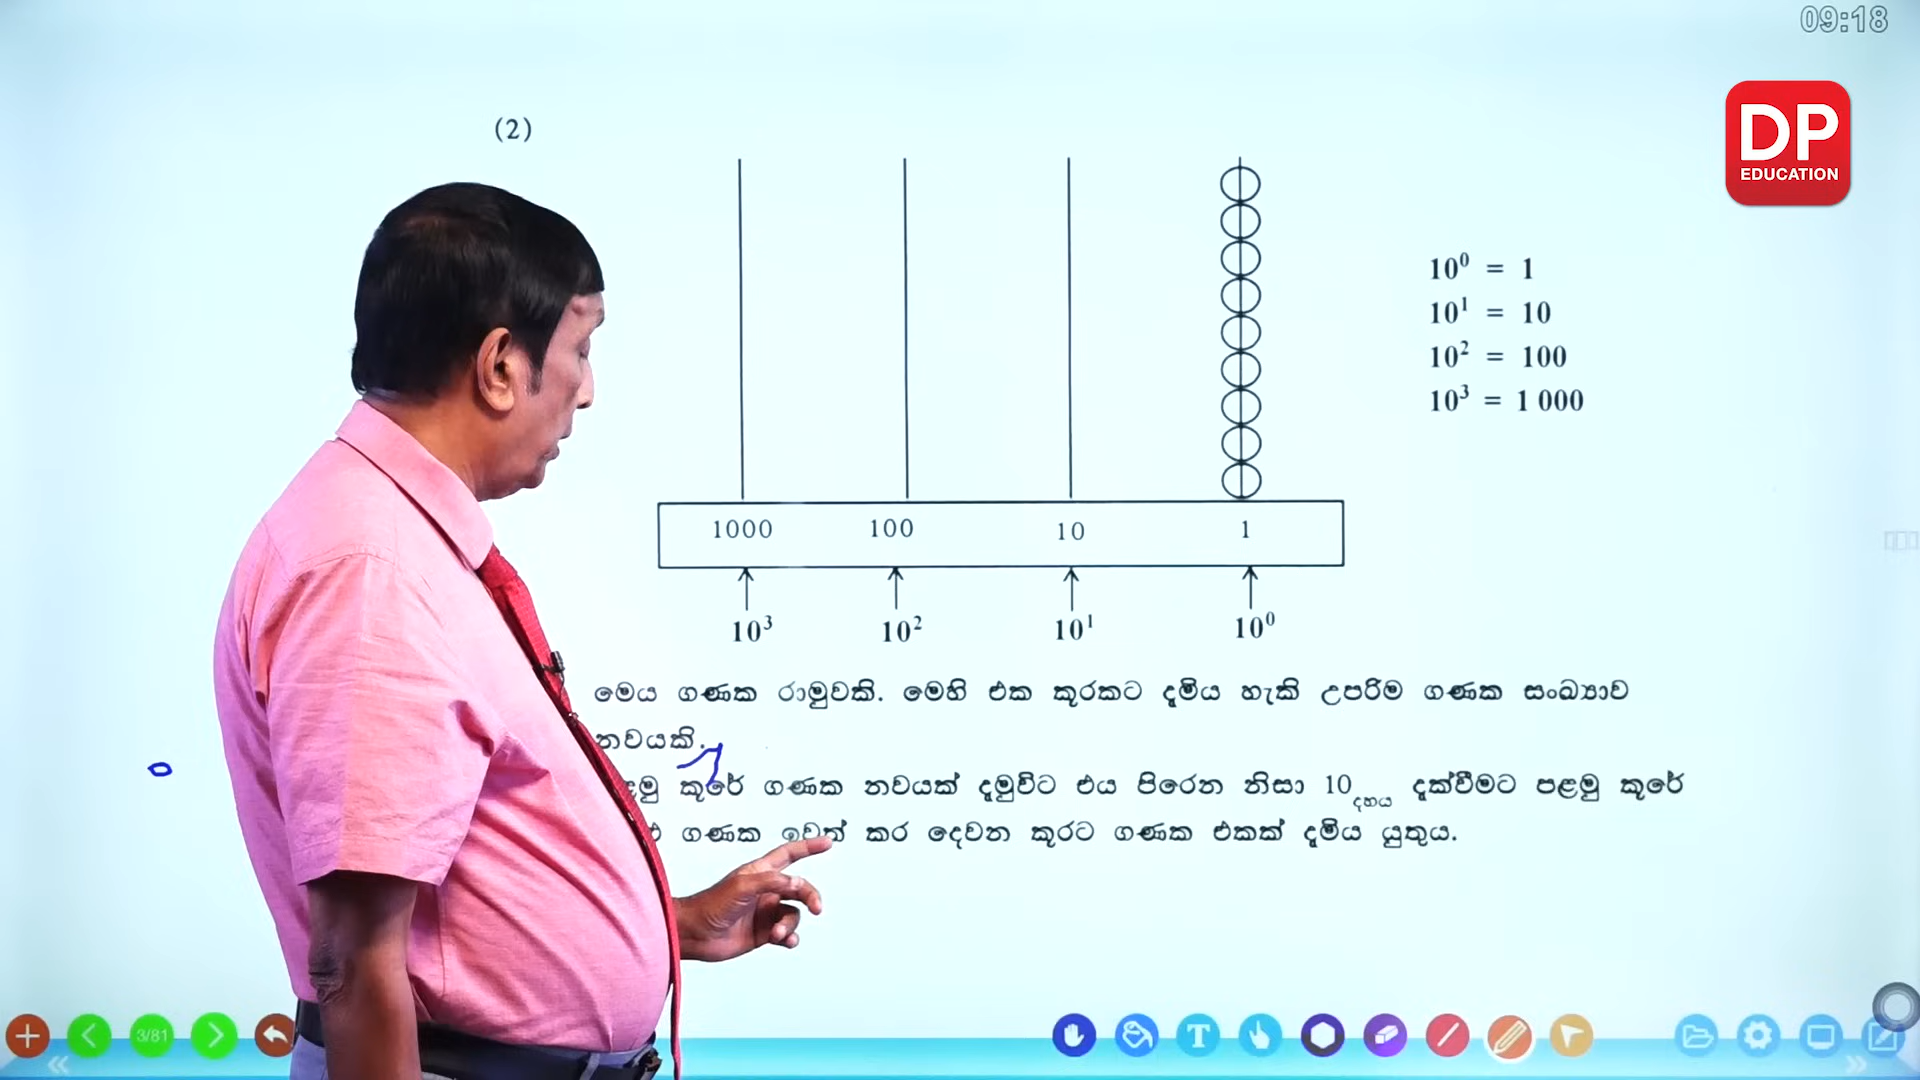 09:18
DP
EDUCATION
(2)
10⁰ = 1
10¹ = 10
10² = 100
10³ = 1 000
1000 100 10 1
10³ 10² 10¹ 10⁰
මෙය ගණක රාමුවකි. මෙහි එක කූරකට දැමිය හැකි උපරිම ගණක සංඛ්‍යාව
නවයකි.
කූරේ ගණක නවයක් දැමුවිට එය පිරෙන නිසා 10දහය දැක්වීමට පළමු කූරේ
ගණක ඉවත් කර දෙවන කූරට ගණක එකක් දැමිය යුතුය.
3/81